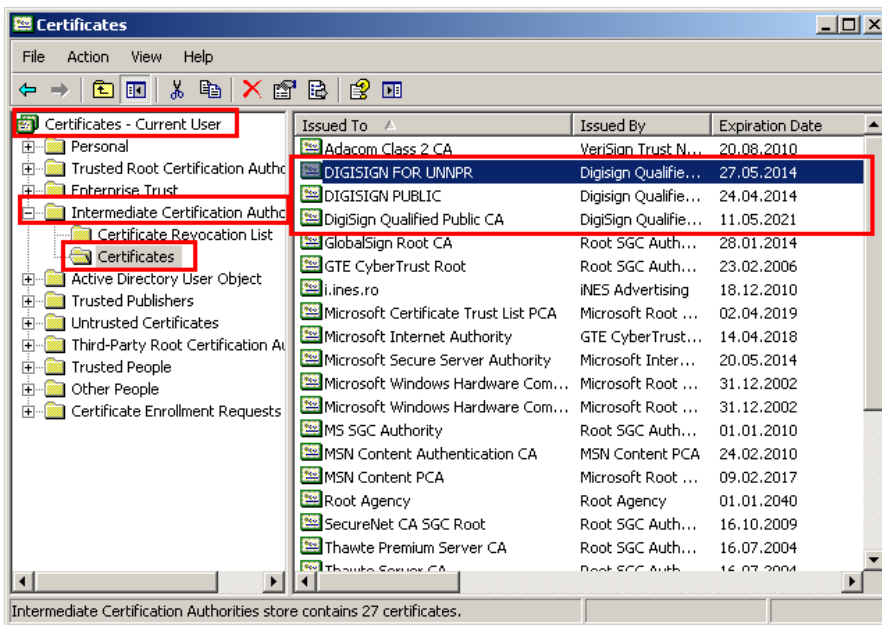 Certificates
File Action View Help
Certificates - Current User
Personal
Trusted Root Certification Autho
Enterprise Trust
Intermediate Certification Autho
Certificate Revocation List
Certificates
Active Directory User Object
Trusted Publishers
Untrusted Certificates
Third-Party Root Certification Au
Trusted People
Other People
Certificate Enrollment Requests
Issued To Issued By Expiration Date
Adacom Class 2 CA VeriSign Trust N... 20.08.2010
DIGISIGN FOR UNNPR Digisign Qualifie... 27.05.2014
DIGISIGN PUBLIC Digisign Qualifie... 24.04.2014
DigiSign Qualified Public CA DigiSign Qualifie... 11.05.2021
GlobalSign Root CA Root SGC Auth... 28.01.2014
GTE CyberTrust Root Root SGC Auth... 23.02.2006
i.ines.ro iNES Advertising 18.12.2010
Microsoft Certificate Trust List PCA Microsoft Root ... 02.04.2019
Microsoft Internet Authority GTE CyberTrust... 14.04.2018
Microsoft Secure Server Authority Microsoft Inter... 20.05.2014
Microsoft Windows Hardware Com... Microsoft Root ... 31.12.2002
Microsoft Windows Hardware Com... Microsoft Root ... 31.12.2002
MS SGC Authority Root SGC Auth... 01.01.2010
MSN Content Authentication CA MSN Content PCA 24.02.2010
MSN Content PCA Microsoft Root ... 09.02.2017
Root Agency Root Agency 01.01.2040
SecureNet CA SGC Root Root SGC Auth... 16.10.2009
Thawte Premium Server CA Root SGC Auth... 16.07.2004
Thawte Server CA Root SGC Auth... 16.07.2004
Intermediate Certification Authorities store contains 27 certificates.